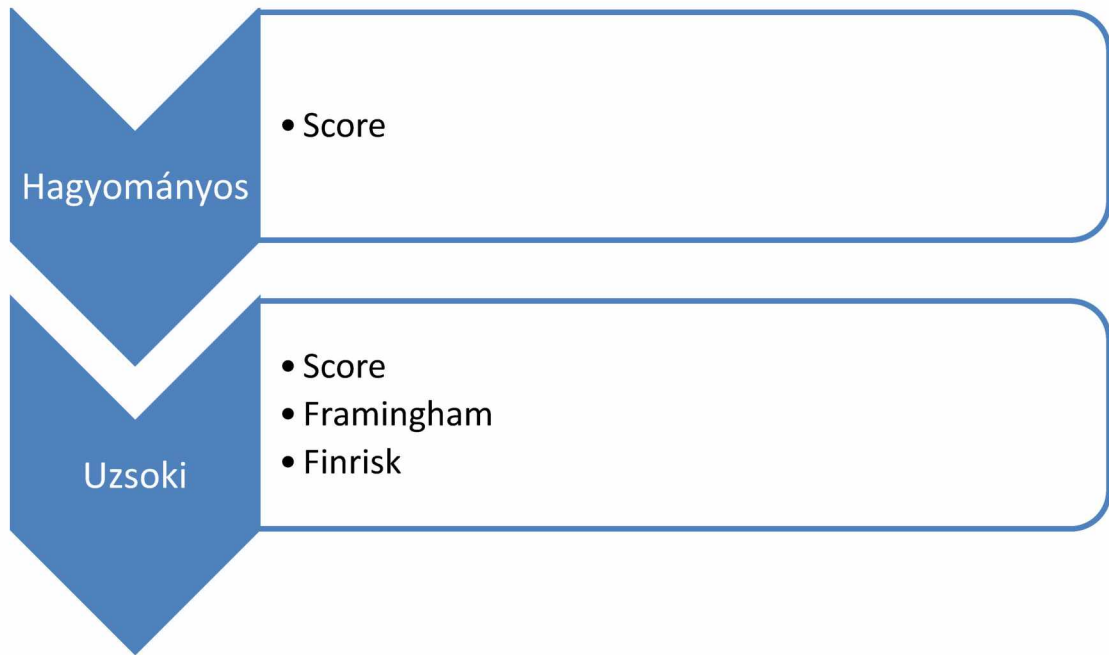 Hagyományos
• Score
Uzsoki
• Score
• Framingham
• Finrisk